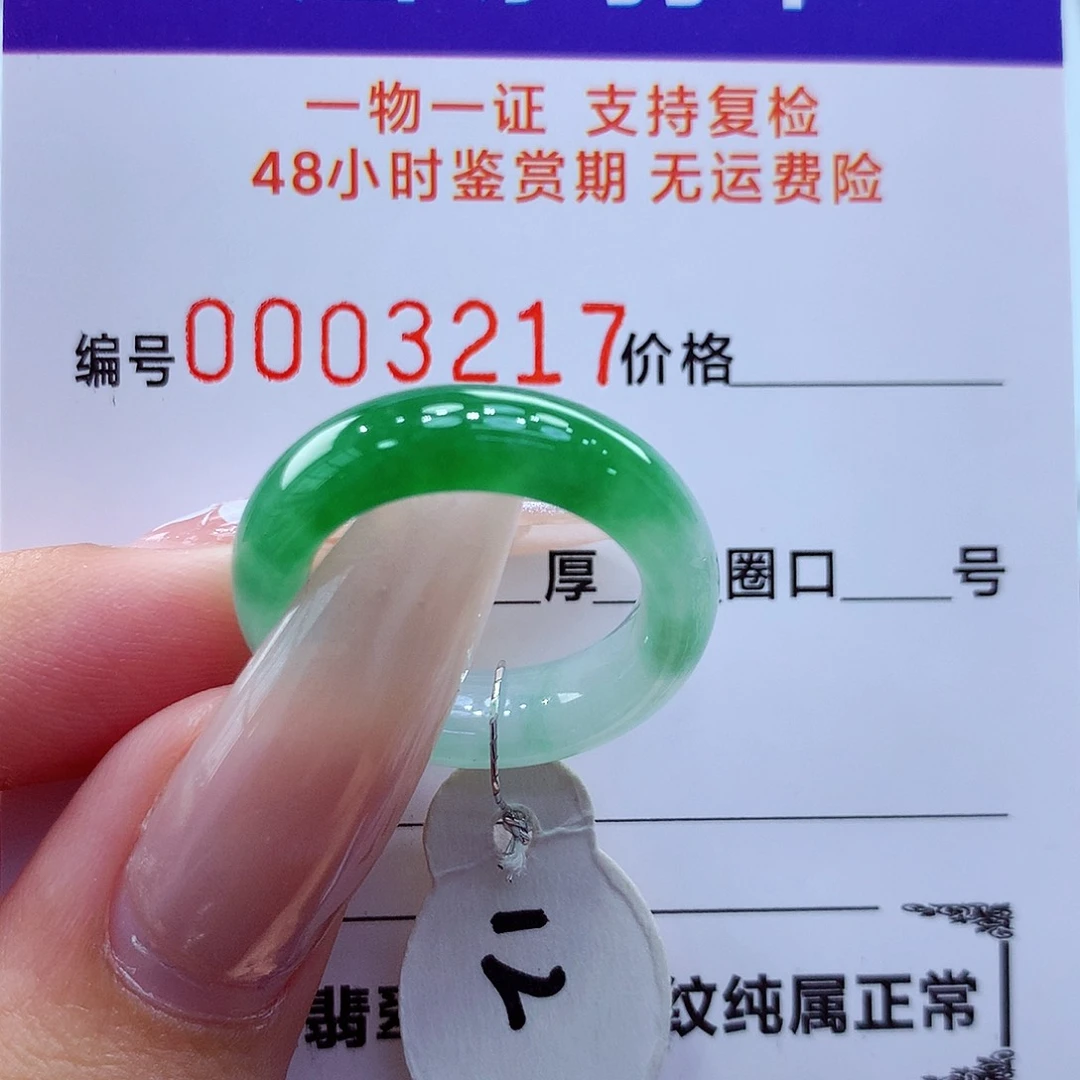 一物一证 支持复检
48小时鉴赏期 无运费险
编号0003217价格
厚 圈口 号
翡 纹纯属正常